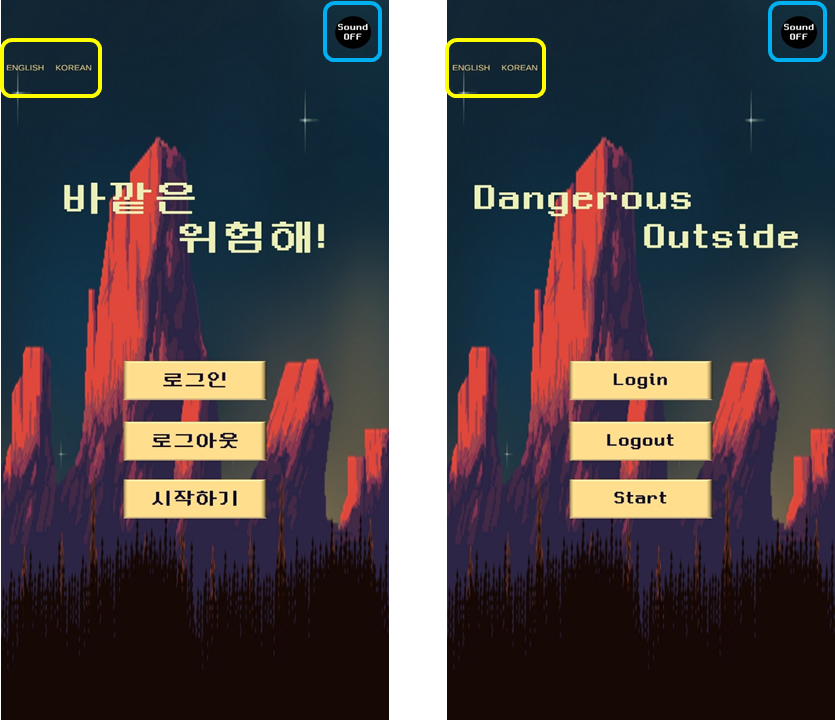 Sound
OFF
ENGLISH KOREAN
바깥은
위험해!
로그인
로그아웃
시작하기
Sound
OFF
ENGLISH KOREAN
Dangerous
Outside
Login
Logout
Start